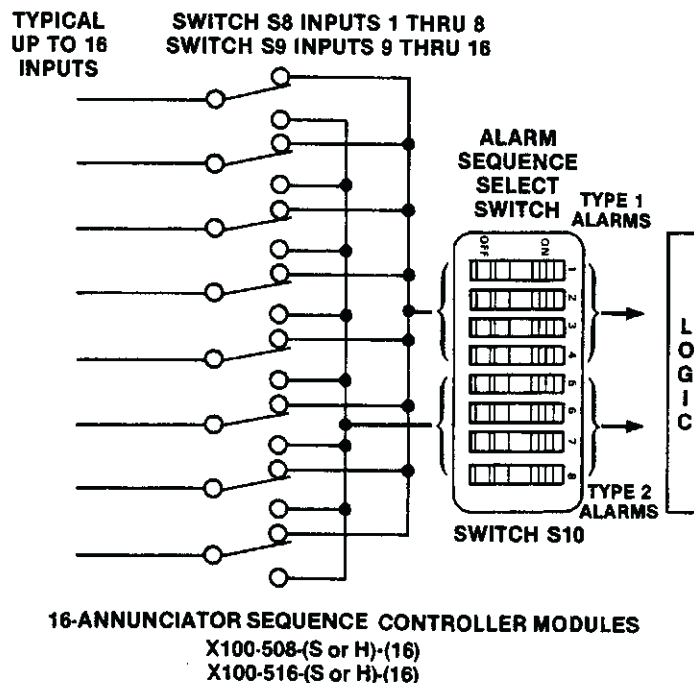 TYPICAL
UP TO 16
INPUTS
SWITCH S8 INPUTS 1 THRU 8
SWITCH S9 INPUTS 9 THRU 16
ALARM
SEQUENCE
SELECT
SWITCH
TYPE 1
ALARMS
OFF
ON
1
2
3
4
5
6
7
8
LOGIC
TYPE 2
ALARMS
SWITCH S10
16-ANNUNCIATOR SEQUENCE CONTROLLER MODULES
X100-508-(S or H)-(16)
X100-516-(S or H)-(16)